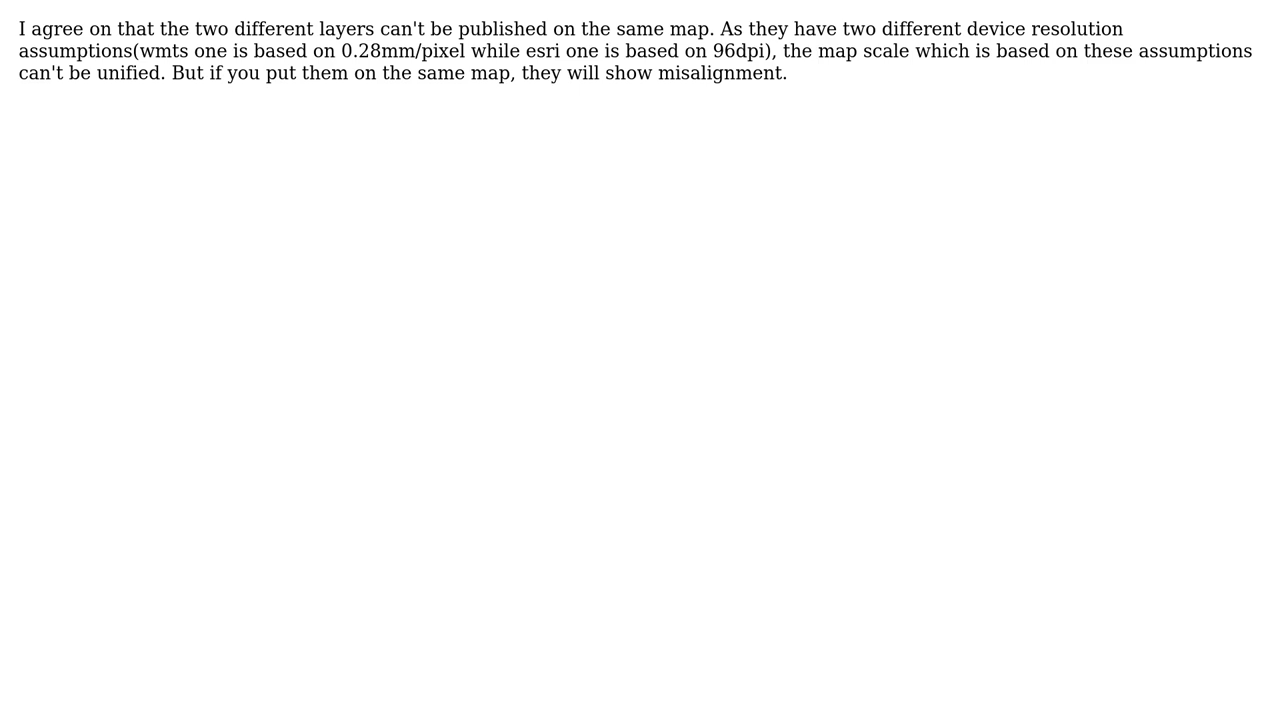 I agree on that the two different layers can't be published on the same map. As they have two different device resolution
assumptions(wmts one is based on 0.28mm/pixel while esri one is based on 96dpi), the map scale which is based on these assumptions
can't be unified. But if you put them on the same map, they will show misalignment.